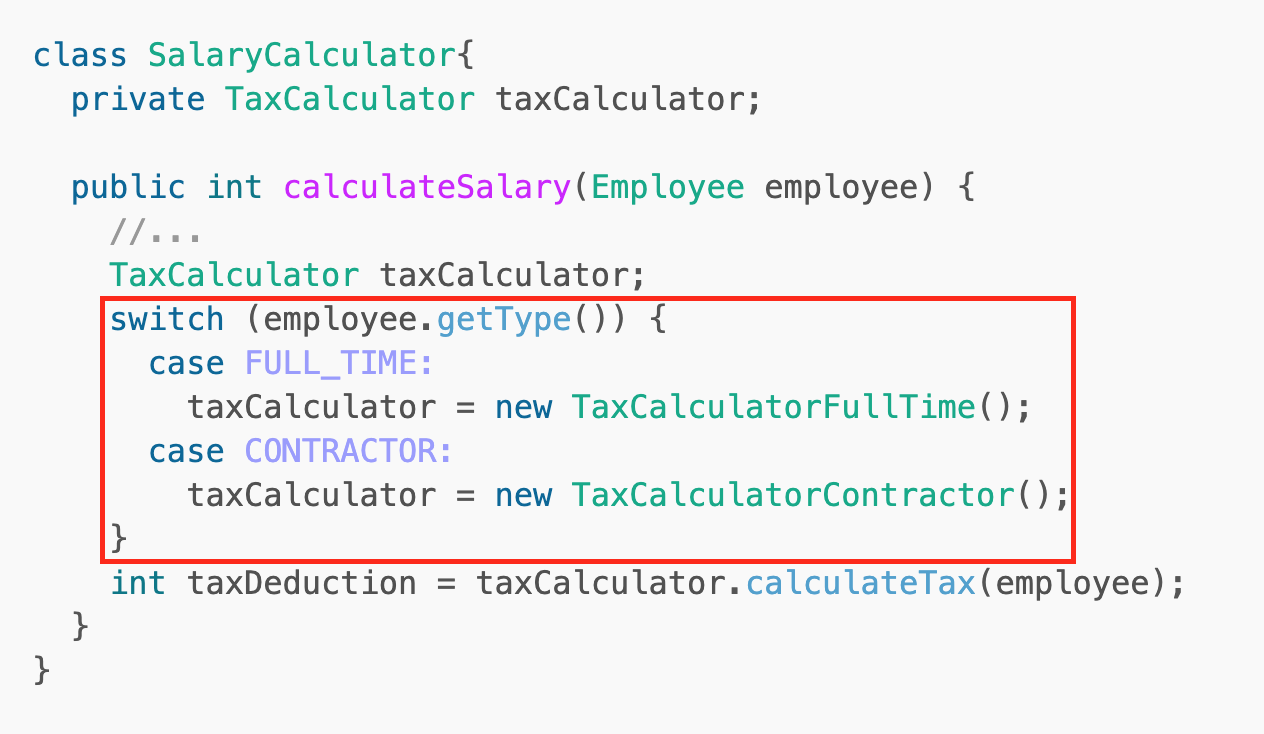 class SalaryCalculator{
  private TaxCalculator taxCalculator;

  public int calculateSalary(Employee employee) {
    //...
    TaxCalculator taxCalculator;
    switch (employee.getType()) {
      case FULL_TIME:
        taxCalculator = new TaxCalculatorFullTime();
      case CONTRACTOR:
        taxCalculator = new TaxCalculatorContractor();
    }
    int taxDeduction = taxCalculator.calculateTax(employee);
  }
}